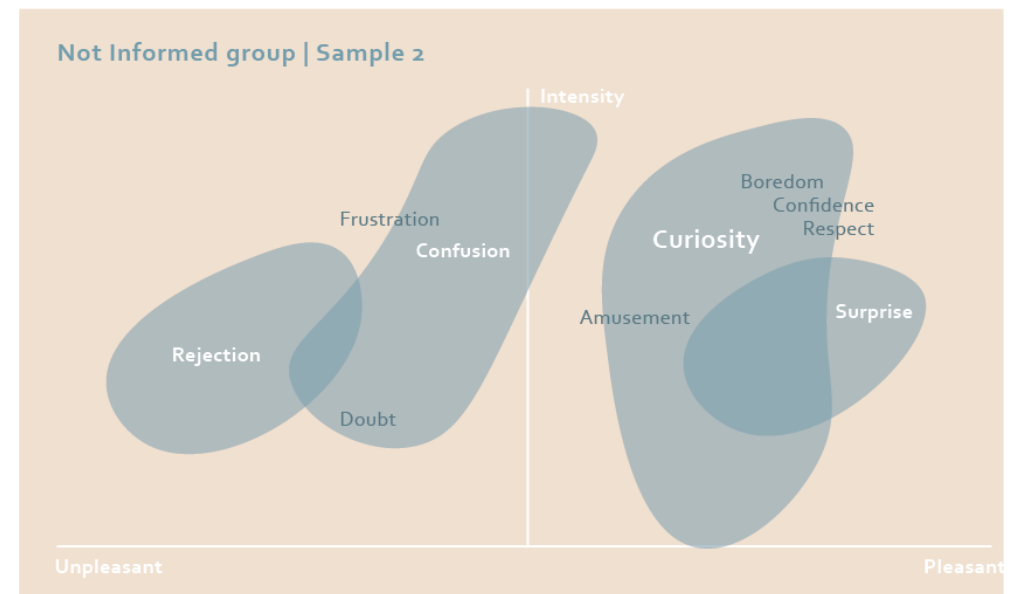 Not Informed group | Sample 2
Intensity
Boredom
Confidence
Frustration
Respect
Curiosity
Confusion
Surprise
Amusement
Rejection
Doubt
Unpleasant
Pleasant